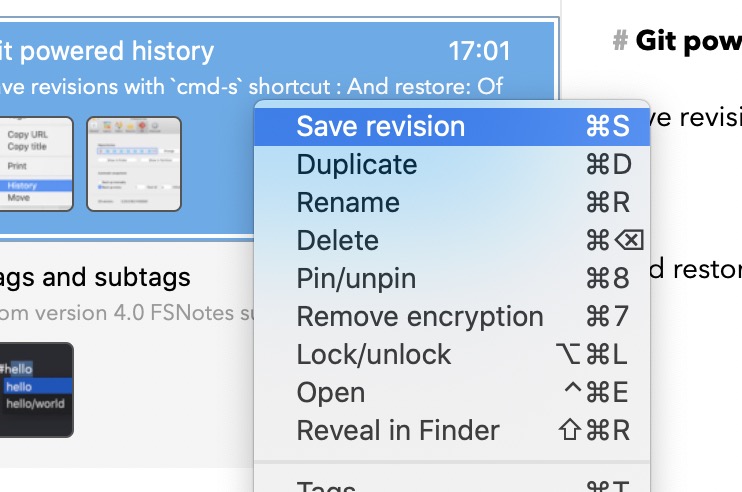 it powered history 17:01
ve revisions with `cmd-s` shortcut : And restore: Of
Copy URL
Copy title
Print
History
Move
ags and subtags
om version 4.0 FSNotes su
#hello
hello
hello/world
Save revision ⌘S
Duplicate ⌘D
Rename ⌘R
Delete ⌘⌫
Pin/unpin ⌘8
Remove encryption ⌘7
Lock/unlock ⌥⌘L
Open ^⌘E
Reveal in Finder ⇧⌘R
Tags ⌘T
# Git pow
ve revisi
d restor